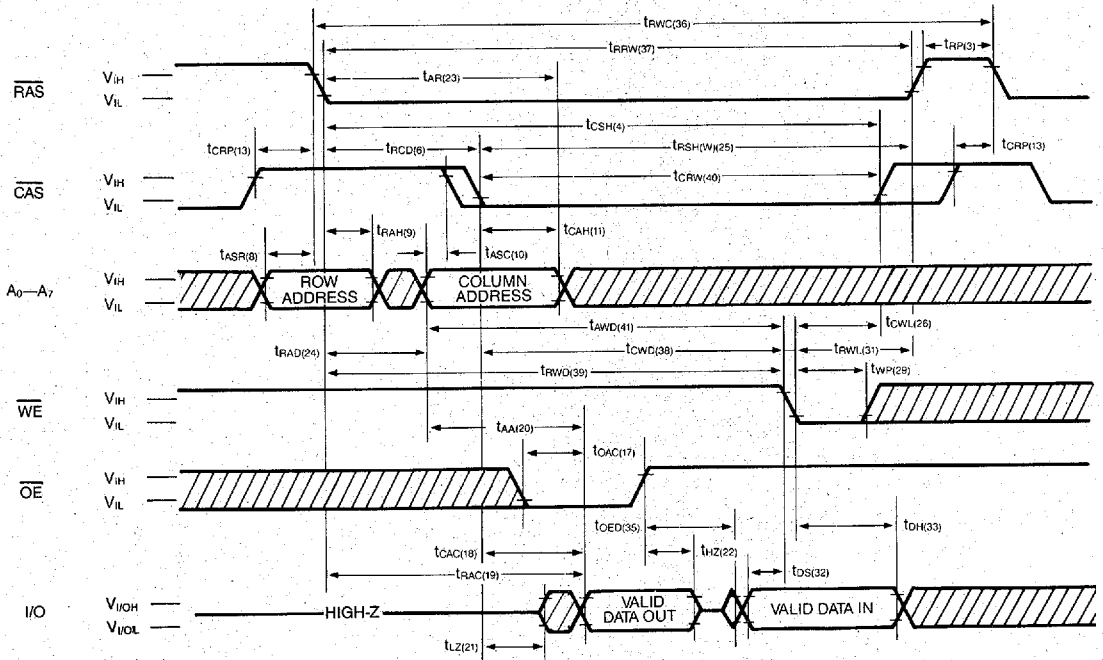 tRWC(36)
tRRW(37)
tRP(3)
tAR(23)
RAS
VIH
VIL
tCSH(4)
tCRP(13)
tRCD(6)
tRSH(W)(25)
tCRP(13)
CAS
VIH
VIL
tCRW(40)
tRAH(9)
tCAH(11)
tASR(8)
tASC(10)
A0—A7
VIH
VIL
ROW ADDRESS
COLUMN ADDRESS
tAWD(41)
tCWL(26)
tRAD(24)
tCWD(38)
tRWL(31)
tRWD(39)
tWP(29)
WE
VIH
VIL
tAA(20)
tOAC(17)
OE
VIH
VIL
tOED(35)
tDH(33)
tCAC(18)
tHZ(22)
tRAC(19)
tDS(32)
I/O
VI/OH
VI/OL
HIGH-Z
VALID DATA OUT
VALID DATA IN
tLZ(21)